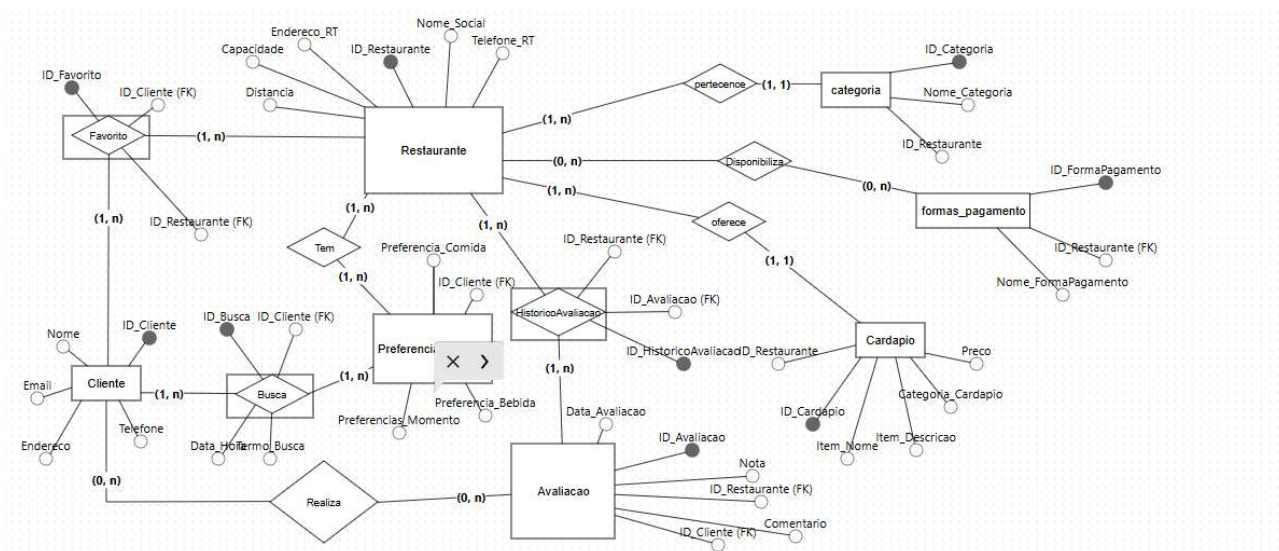 Nome_Social
Endereco_RT
Telefone_RT
Capacidade
ID_Restaurante
ID_Categoria
ID_Favorito
ID_Cliente (FK)
Distancia
pertecence
(1, 1)
categoria
Nome_Categoria
(1, n)
Favorito
(1, n)
Restaurante
ID_Restaurante
(0, n)
Disponibiliza
ID_FormaPagamento
(1, n)
(0, n)
(1, n)
ID_Restaurante (FK)
(1, n)
(1, n)
oferece
formas_pagamento
Tem
Preferencia_Comida
ID_Restaurante (FK)
ID_Restaurante (FK)
(1, n)
ID_Cliente (FK)
(1, 1)
Nome_FormaPagamento
ID_Avaliacao (FK)
HistoricoAvaliacao
Nome
ID_Cliente
ID_Busca
ID_Cliente (FK)
Cardapio
ID_HistoricoAvaliacao
ID_Restaurante
Preco
(1, n)
(1, n)
Email
Cliente
(1, n)
Busca
Categoria_Cardapio
Preferencia_Bebida
ID_Cardapio
Preferencias_Momento
Data_Avaliacao
Telefone
Endereco
Termo_Busca
Item_Nome
Item_Descricao
ID_Avaliacao
Nota
(0, n)
Realiza
(0, n)
Avaliacao
ID_Restaurante (FK)
Comentario
ID_Cliente (FK)